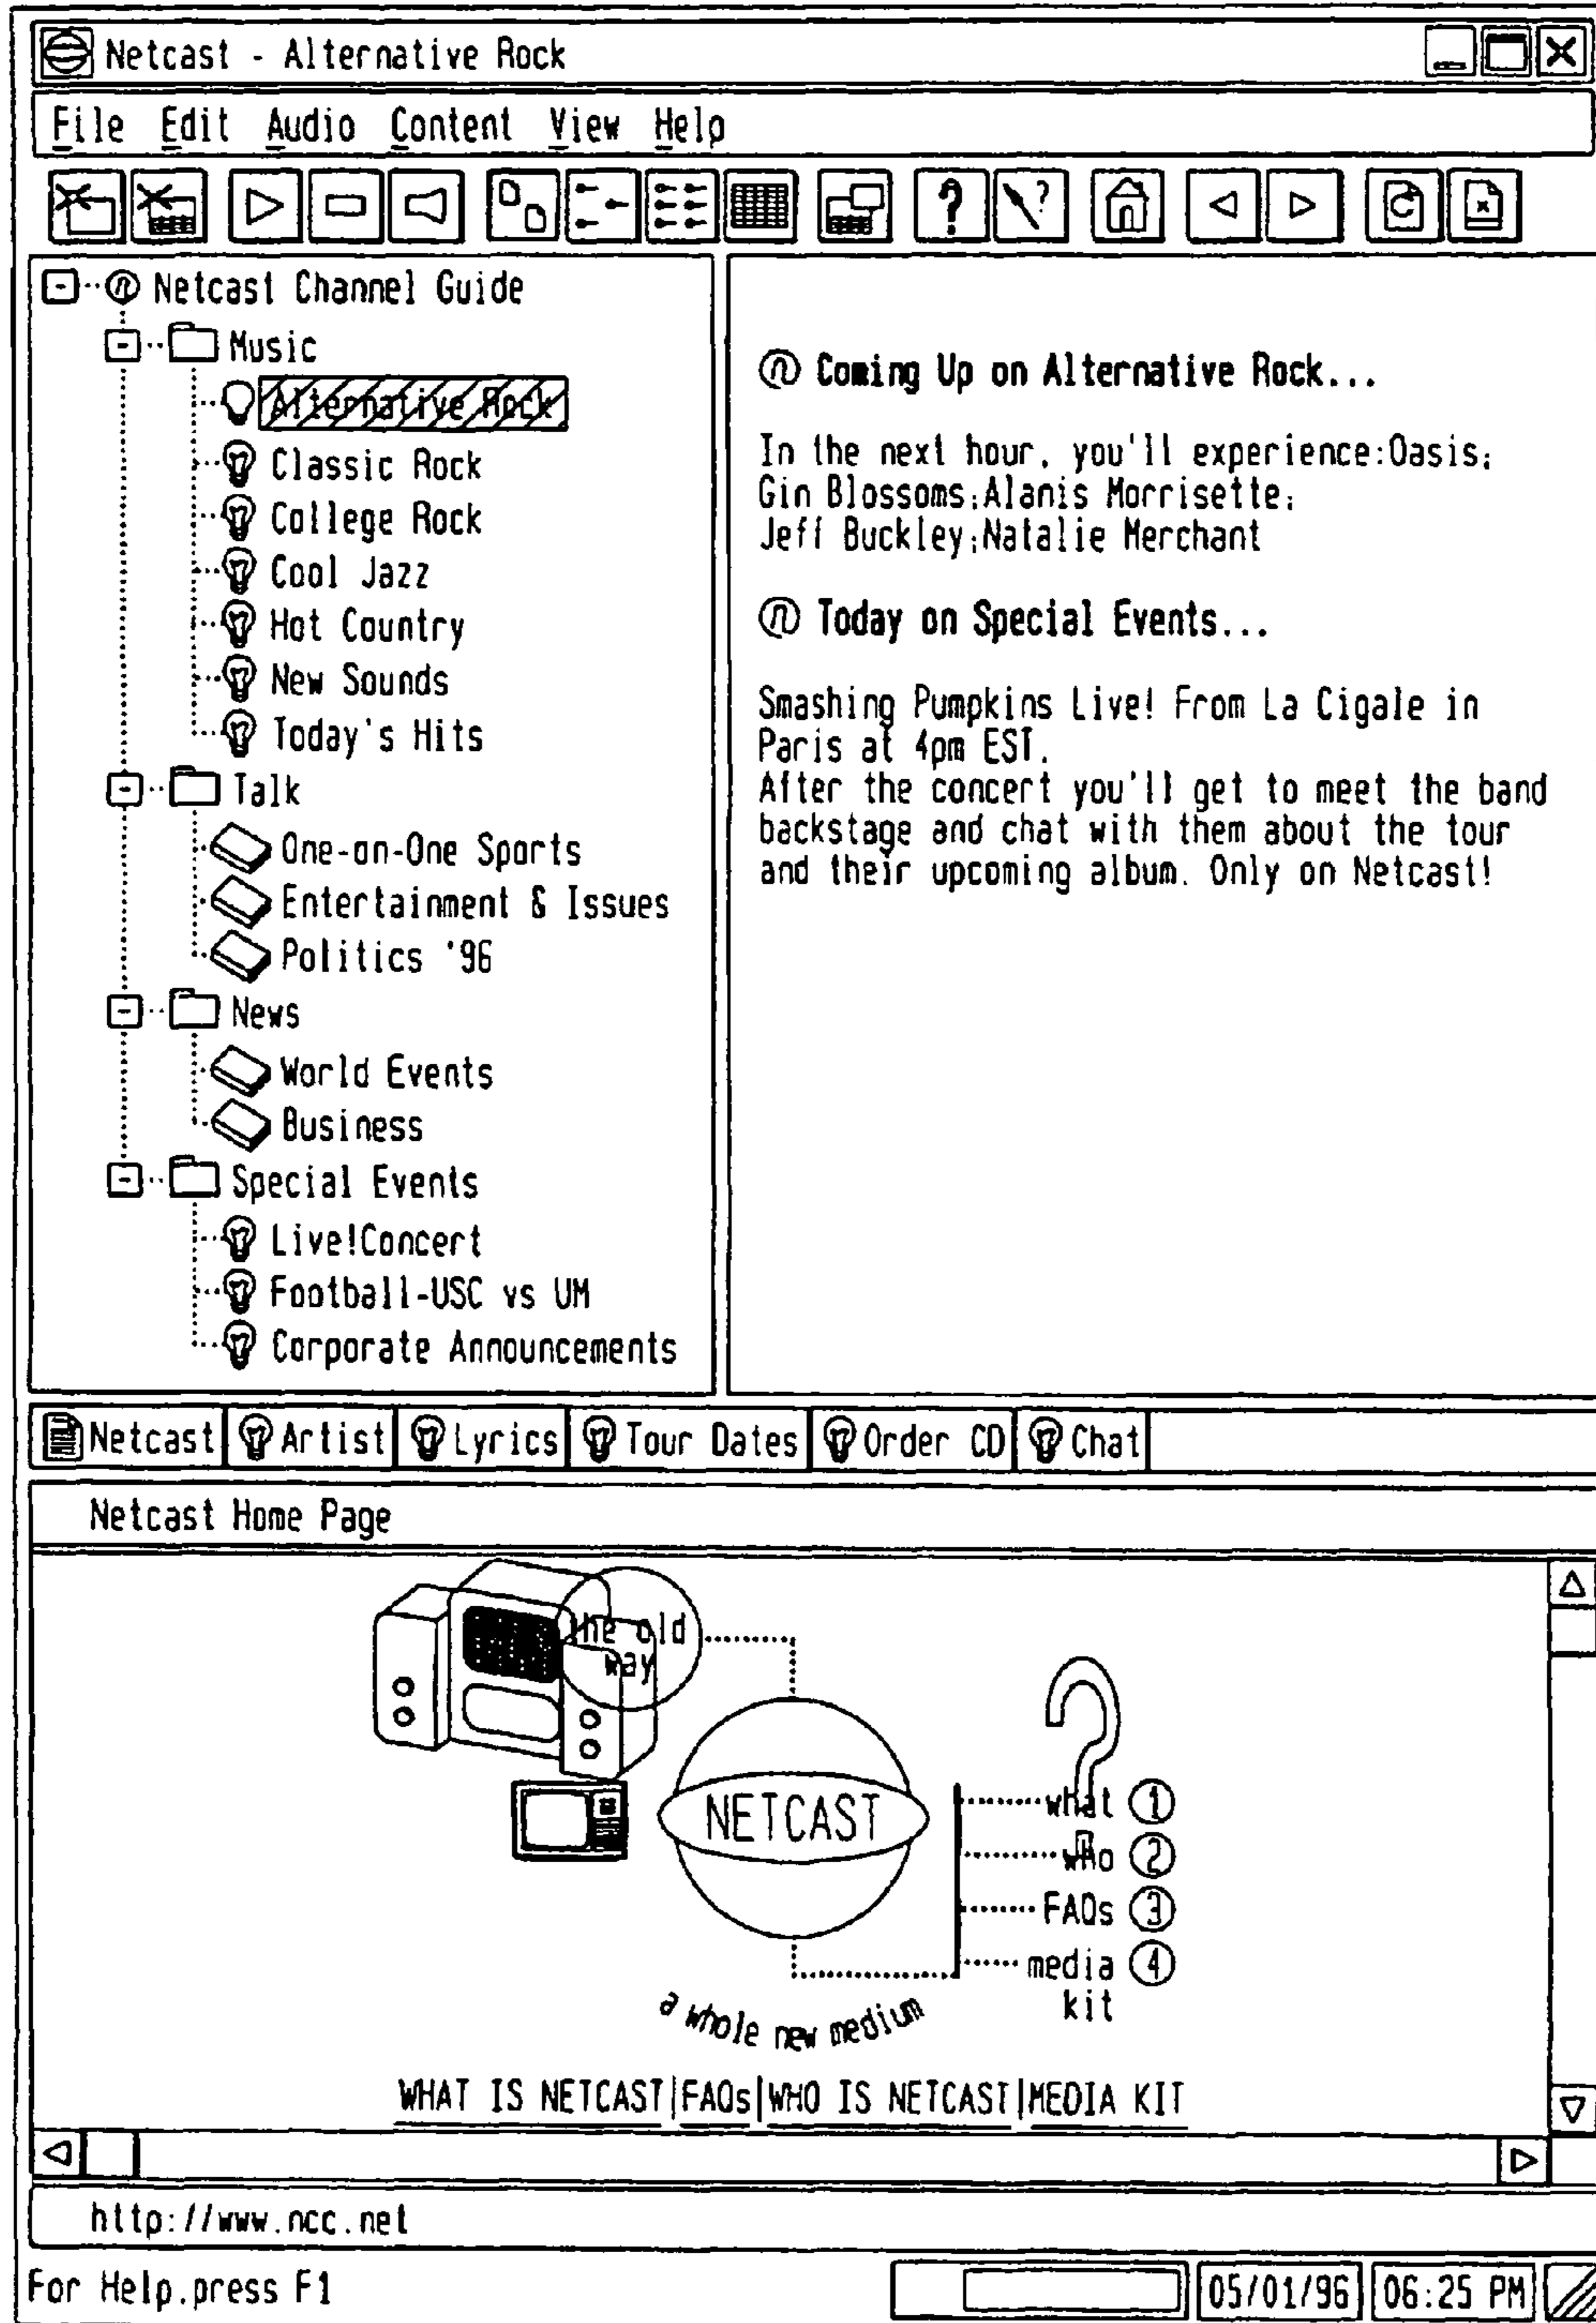 Netcast - Alternative Rock
File Edit Audio Content View Help
Netcast Channel Guide
Music
Alternative Rock
Classic Rock
College Rock
Cool Jazz
Hot Country
New Sounds
Today's Hits
Talk
One-on-One Sports
Entertainment & Issues
Politics '96
News
World Events
Business
Special Events
Live!Concert
Football-USC vs UM
Corporate Announcements
Coming Up on Alternative Rock...
In the next hour, you'll experience:Oasis;
Gin Blossoms;Alanis Morrisette;
Jeff Buckley;Natalie Merchant
Today on Special Events...
Smashing Pumpkins Live! From La Cigale in
Paris at 4pm EST.
After the concert you'll get to meet the band
backstage and chat with them about the tour
and their upcoming album. Only on Netcast!
Netcast Artist Lyrics Tour Dates Order CD Chat
Netcast Home Page
the old
way
NETCAST
what 1
who 2
FAQs 3
media 4
kit
a whole new medium
WHAT IS NETCAST|FAQs|WHO IS NETCAST|MEDIA KIT
http://www.ncc.net
For Help.press F1 05/01/96 06:25 PM